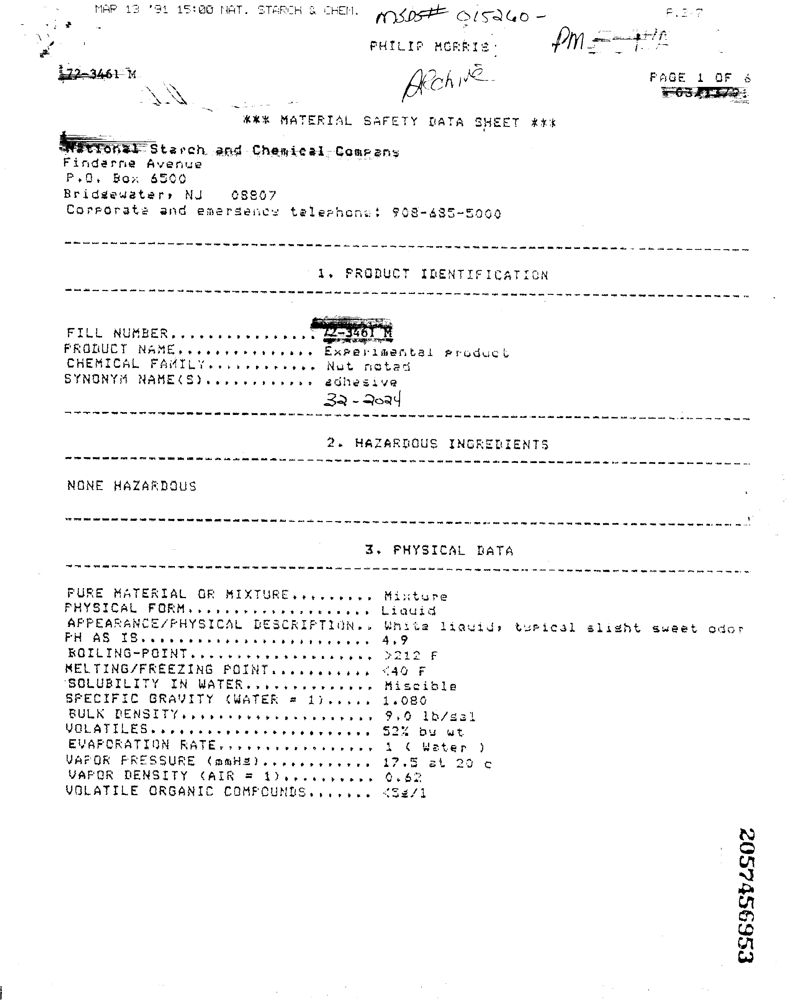 MAR 13 '91 15:00 NAT. STARCH & CHEM. MSDS# 015260- P.2/7
PHILIP MORRIS:
PM
72-3461 M
Archive
PAGE 1 OF 6
*** MATERIAL SAFETY DATA SHEET ***
National Starch and Chemical Company
Finderne Avenue
P.O. Box 6500
Bridgewater, NJ 08807
Corporate and emergency telephone: 908-685-5000
1. PRODUCT IDENTIFICATION
FILL NUMBER................ 72-3461 M
PRODUCT NAME............... Experimental product
CHEMICAL FAMILY............ Not noted
SYNONYM NAME(S)............ adhesive
32-2024
2. HAZARDOUS INGREDIENTS
NONE HAZARDOUS
3. PHYSICAL DATA
PURE MATERIAL OR MIXTURE......... Mixture
PHYSICAL FORM.................... Liquid
APPEARANCE/PHYSICAL DESCRIPTION.. White liquid, typical slight sweet odor
PH AS IS......................... 4.9
BOILING-POINT.................... >212 F
MELTING/FREEZING POINT........... <40 F
SOLUBILITY IN WATER.............. Miscible
SPECIFIC GRAVITY (WATER = 1)..... 1.080
BULK DENSITY..................... 9.0 lb/gal
VOLATILES........................ 52% by wt
EVAPORATION RATE................. 1 ( Water )
VAPOR PRESSURE (mmHg)............ 17.5 at 20 c
VAPOR DENSITY (AIR = 1).......... 0.62
VOLATILE ORGANIC COMPOUNDS....... <5g/l
2057456953